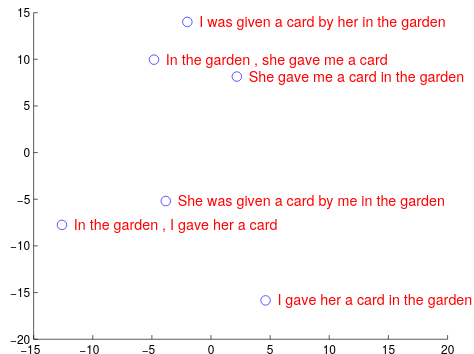 15
I was given a card by her in the garden
10
In the garden , she gave me a card
She gave me a card in the garden
5
0
−5
She was given a card by me in the garden
In the garden , I gave her a card
−10
−15
I gave her a card in the garden
−20
−15 −10 −5 0 5 10 15 20